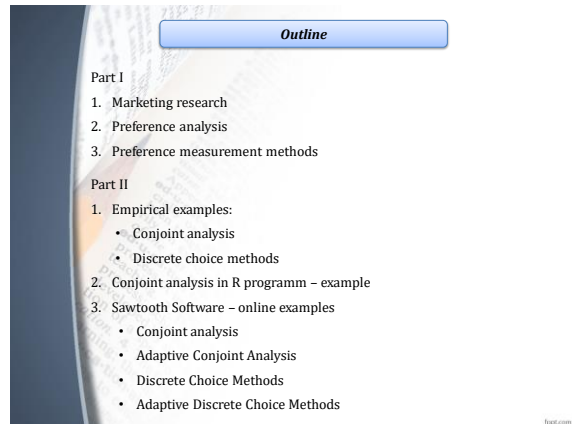 Outline
Part I
1. Marketing research
2. Preference analysis
3. Preference measurement methods
Part II
1. Empirical examples:
• Conjoint analysis
• Discrete choice methods
2. Conjoint analysis in R programm – example
3. Sawtooth Software – online examples
• Conjoint analysis
• Adaptive Conjoint Analysis
• Discrete Choice Methods
• Adaptive Discrete Choice Methods